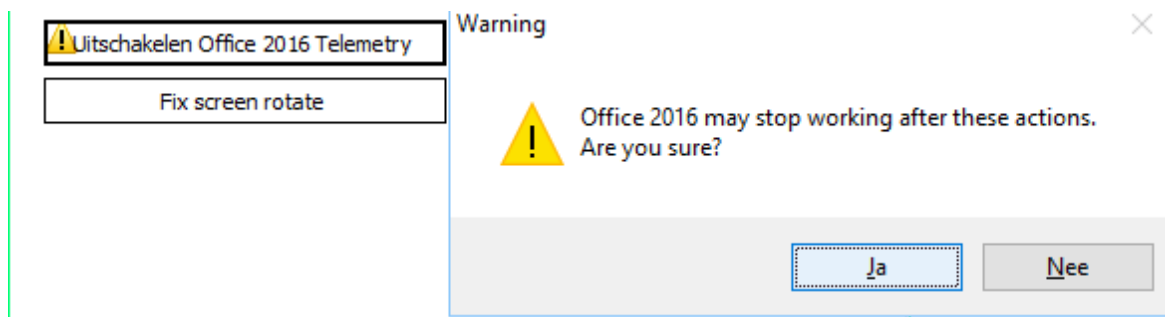 Uitschakelen Office 2016 Telemetry
Fix screen rotate
Warning
Office 2016 may stop working after these actions.
Are you sure?
Ja
Nee